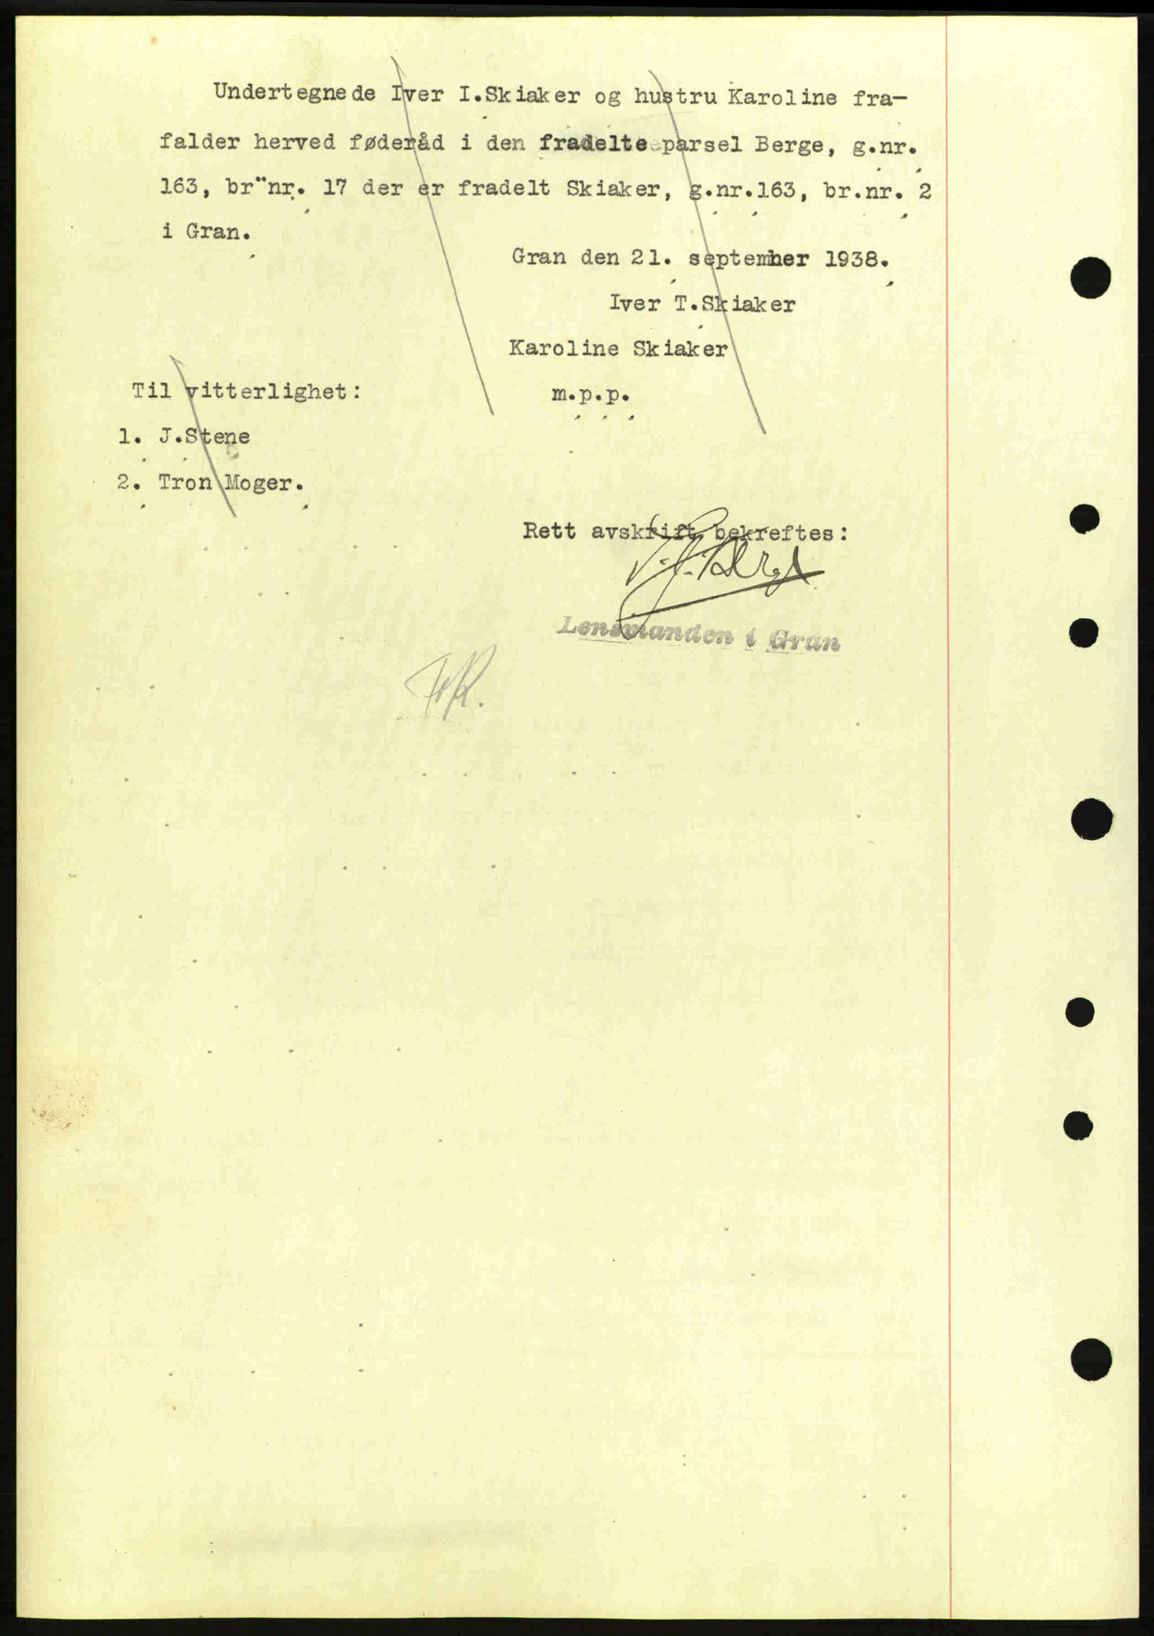 Undertegnede Iver I.Skiaker og hustru Karoline fra-
falder herved føderåd i den fradelte parsel Berge, g.nr.
163, br¨nr. 17 der er fradelt Skiaker, g.nr.163, br.nr. 2
i Gran.
Gran den 21. september 1938.
Iver T.Skiaker
Karoline Skiaker
Til vitterlighet:
m.p.p.
1. J.Stene
2. Tron Moger.
Rett avskrift bekreftes:
Lensmanden i Gran